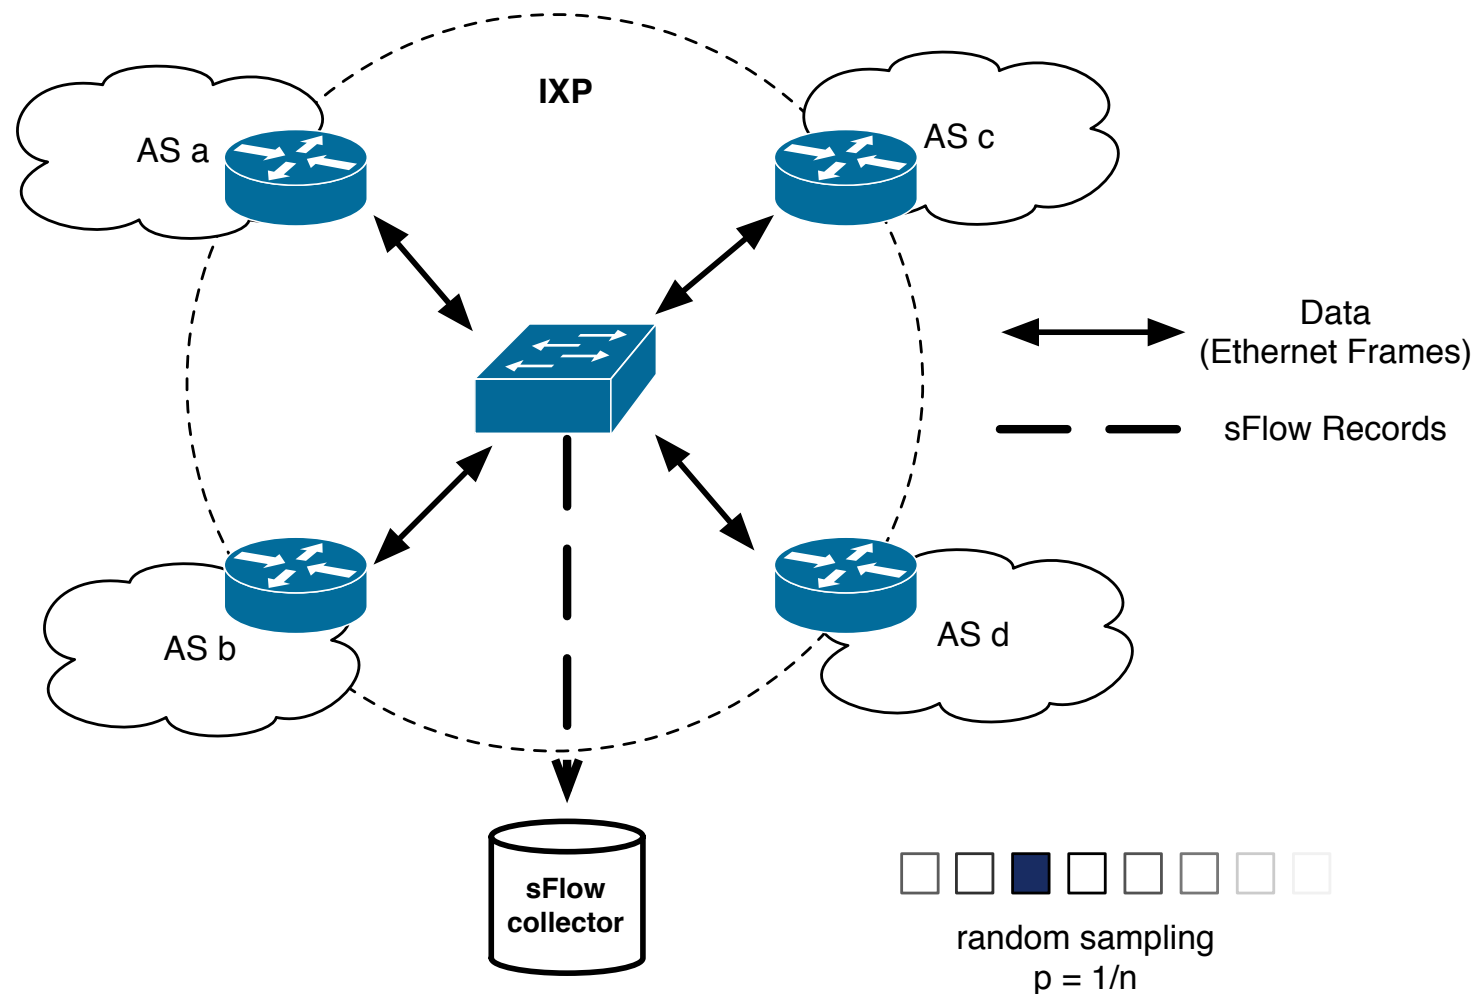 IXP
AS a
AS c
Data
(Ethernet Frames)
sFlow Records
AS b
AS d
sFlow
collector
random sampling
p = 1/n